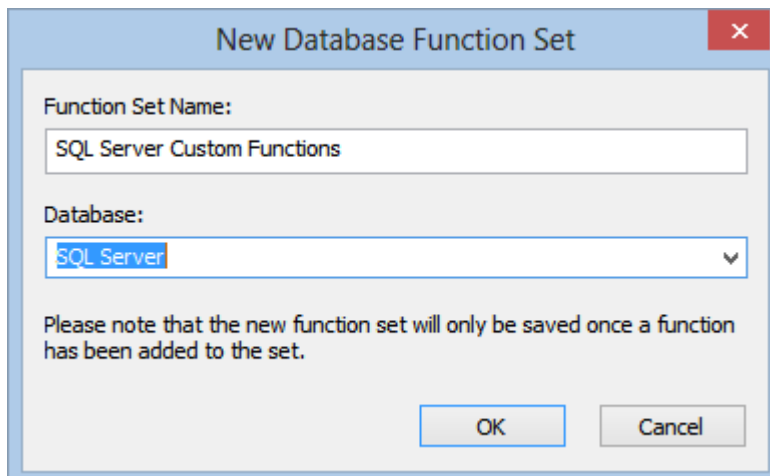 New Database Function Set
Function Set Name:
SQL Server Custom Functions
Database:
SQL Server
Please note that the new function set will only be saved once a function
has been added to the set.
OK Cancel